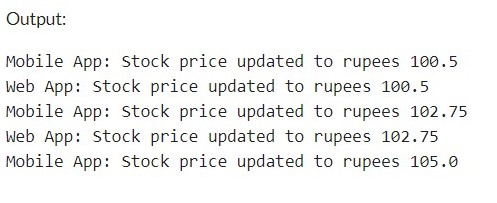 Output:
Mobile App: Stock price updated to rupees 100.5
Web App: Stock price updated to rupees 100.5
Mobile App: Stock price updated to rupees 102.75
Web App: Stock price updated to rupees 102.75
Mobile App: Stock price updated to rupees 105.0